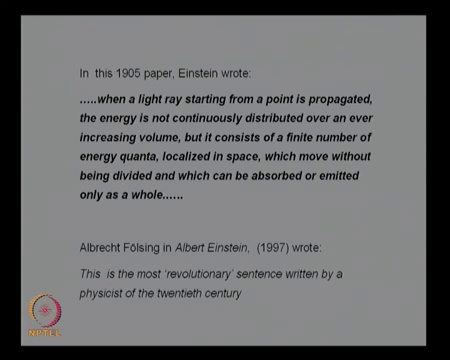 In this 1905 paper, Einstein wrote:
.....when a light ray starting from a point is propagated,
the energy is not continuously distributed over an ever
increasing volume, but it consists of a finite number of
energy quanta, localized in space, which move without
being divided and which can be absorbed or emitted
only as a whole......
Albrecht Fölsing in Albert Einstein, (1997) wrote:
This is the most 'revolutionary' sentence written by a
physicist of the twentieth century
NPTEL